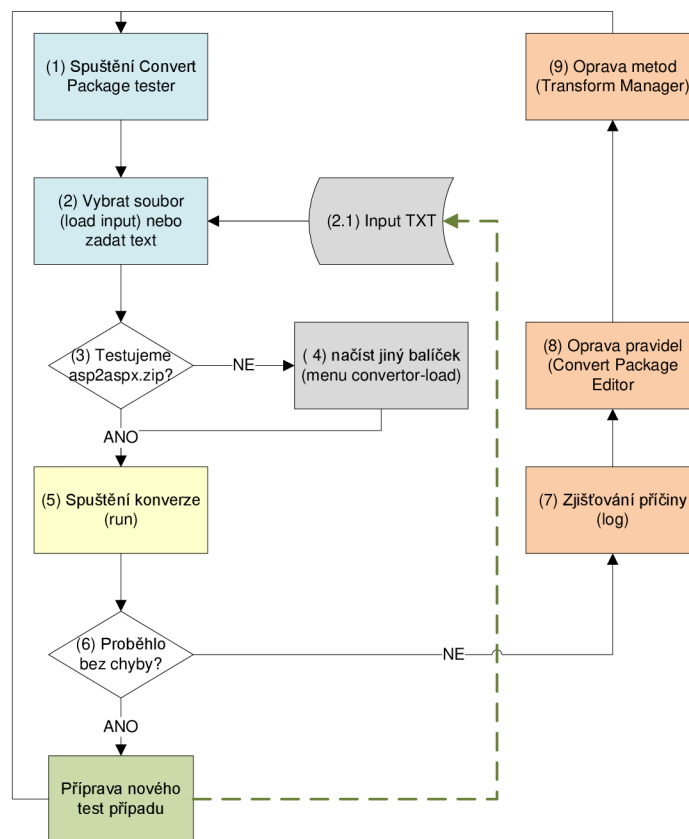 (1) Spuštění Convert
Package tester
(9) Oprava metod
(Transform Manager)
(2) Vybrat soubor
(load input) nebo
zadat text
(2.1) Input TXT
(3) Testujeme
asp2aspx.zip?
NE
( 4) načíst jiný balíček
(menu convertor-load)
(8) Oprava pravidel
(Convert Package
Editor
ANO
(5) Spuštění konverze
(run)
(7) Zjišťování příčiny
(log)
(6) Proběhlo
bez chyby?
NE
ANO
Příprava nového
test případu